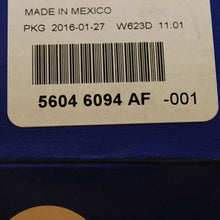 MADE IN MEXICO
PKG 2016-01-27 W623D 11:01
5604 6094 AF -001